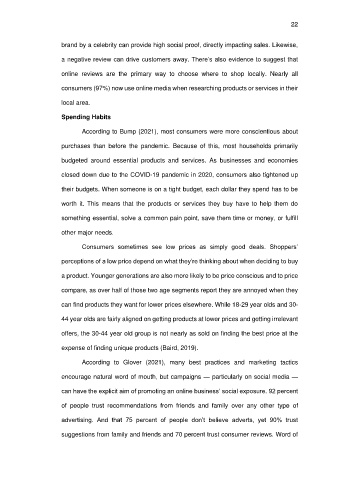 22
brand by a celebrity can provide high social proof, directly impacting sales. Likewise,
a negative review can drive customers away. There's also evidence to suggest that
online reviews are the primary way to choose where to shop locally. Nearly all
consumers (97%) now use online media when researching products or services in their
local area.
Spending Habits
According to Bump (2021), most consumers were more conscientious about
purchases than before the pandemic. Because of this, most households primarily
budgeted around essential products and services. As businesses and economies
closed down due to the COVID-19 pandemic in 2020, consumers also tightened up
their budgets. When someone is on a tight budget, each dollar they spend has to be
worth it. This means that the products or services they buy have to help them do
something essential, solve a common pain point, save them time or money, or fulfill
other major needs.
Consumers sometimes see low prices as simply good deals. Shoppers'
perceptions of a low price depend on what they're thinking about when deciding to buy
a product. Younger generations are also more likely to be price conscious and to price
compare, as over half of those two age segments report they are annoyed when they
can find products they want for lower prices elsewhere. While 18-29 year olds and 30-
44 year olds are fairly aligned on getting products at lower prices and getting irrelevant
offers, the 30-44 year old group is not nearly as sold on finding the best price at the
expense of finding unique products (Baird, 2019).
According to Glover (2021), many best practices and marketing tactics
encourage natural word of mouth, but campaigns — particularly on social media —
can have the explicit aim of promoting an online business' social exposure. 92 percent
of people trust recommendations from friends and family over any other type of
advertising. And that 75 percent of people don't believe adverts, yet 90% trust
suggestions from family and friends and 70 percent trust consumer reviews. Word of